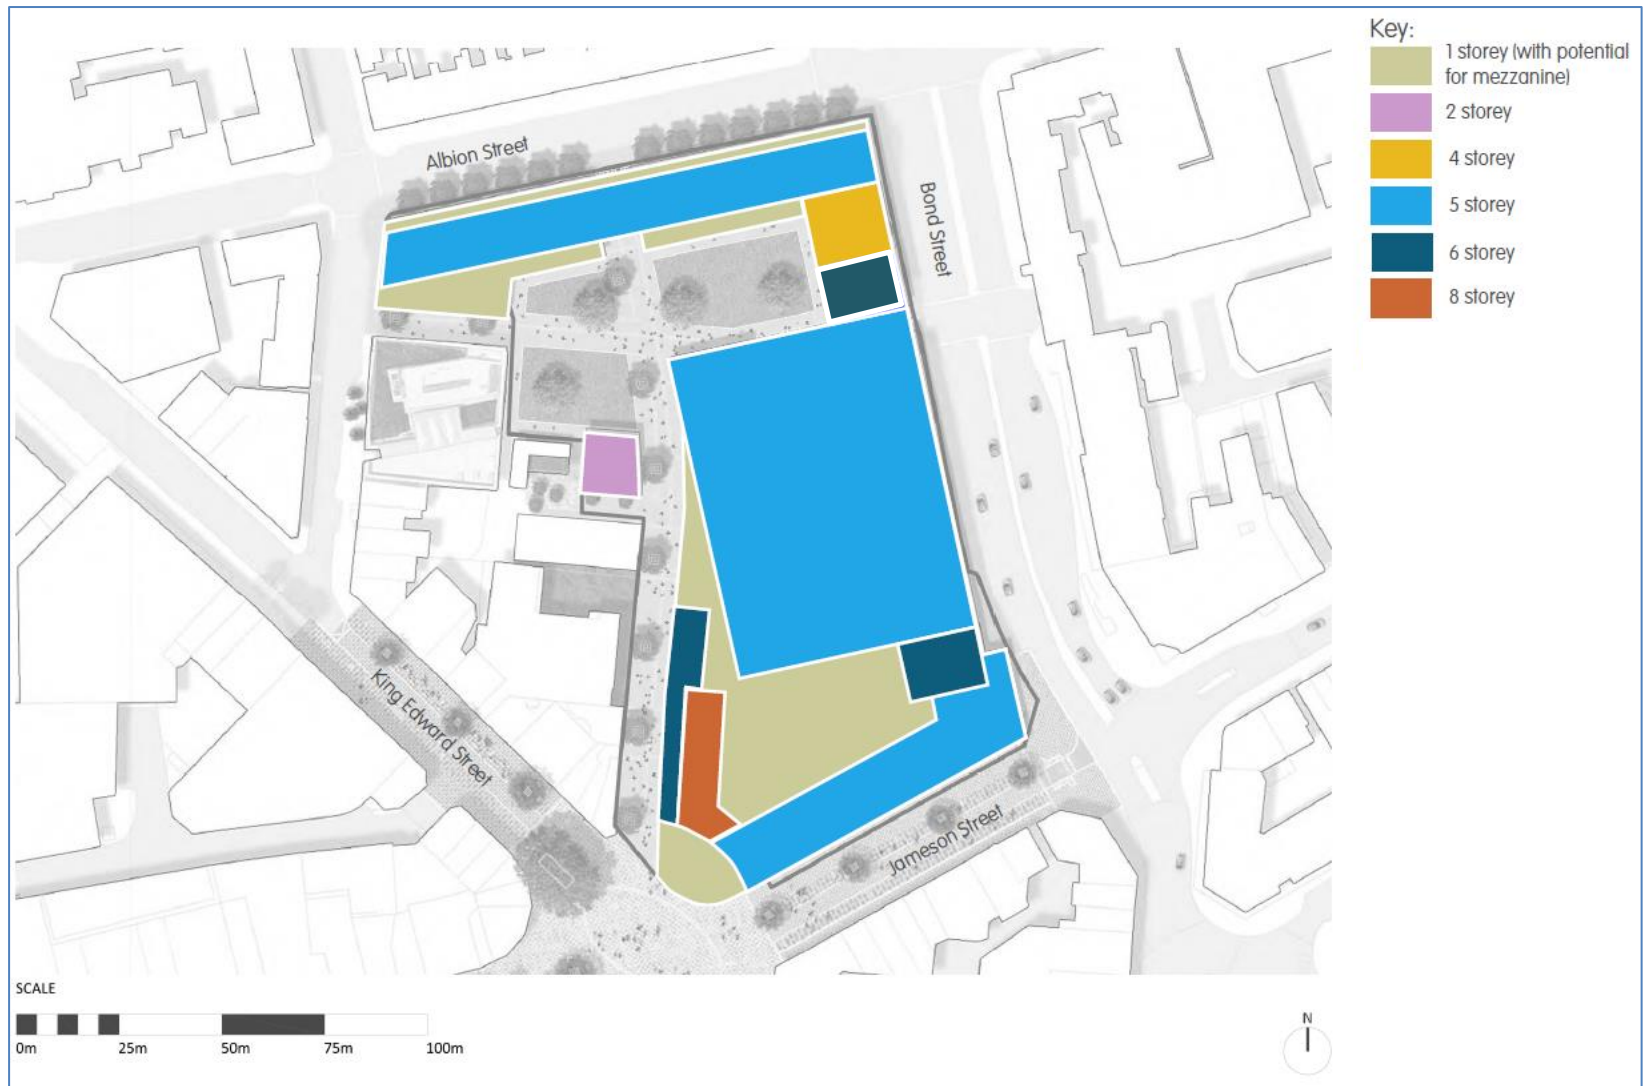 Key:
1 storey (with potential
for mezzanine)
2 storey
4 storey
5 storey
6 storey
8 storey
Albion Street
Bond Street
King Edward Street
Jameson Street
SCALE
0m 25m 50m 75m 100m
N